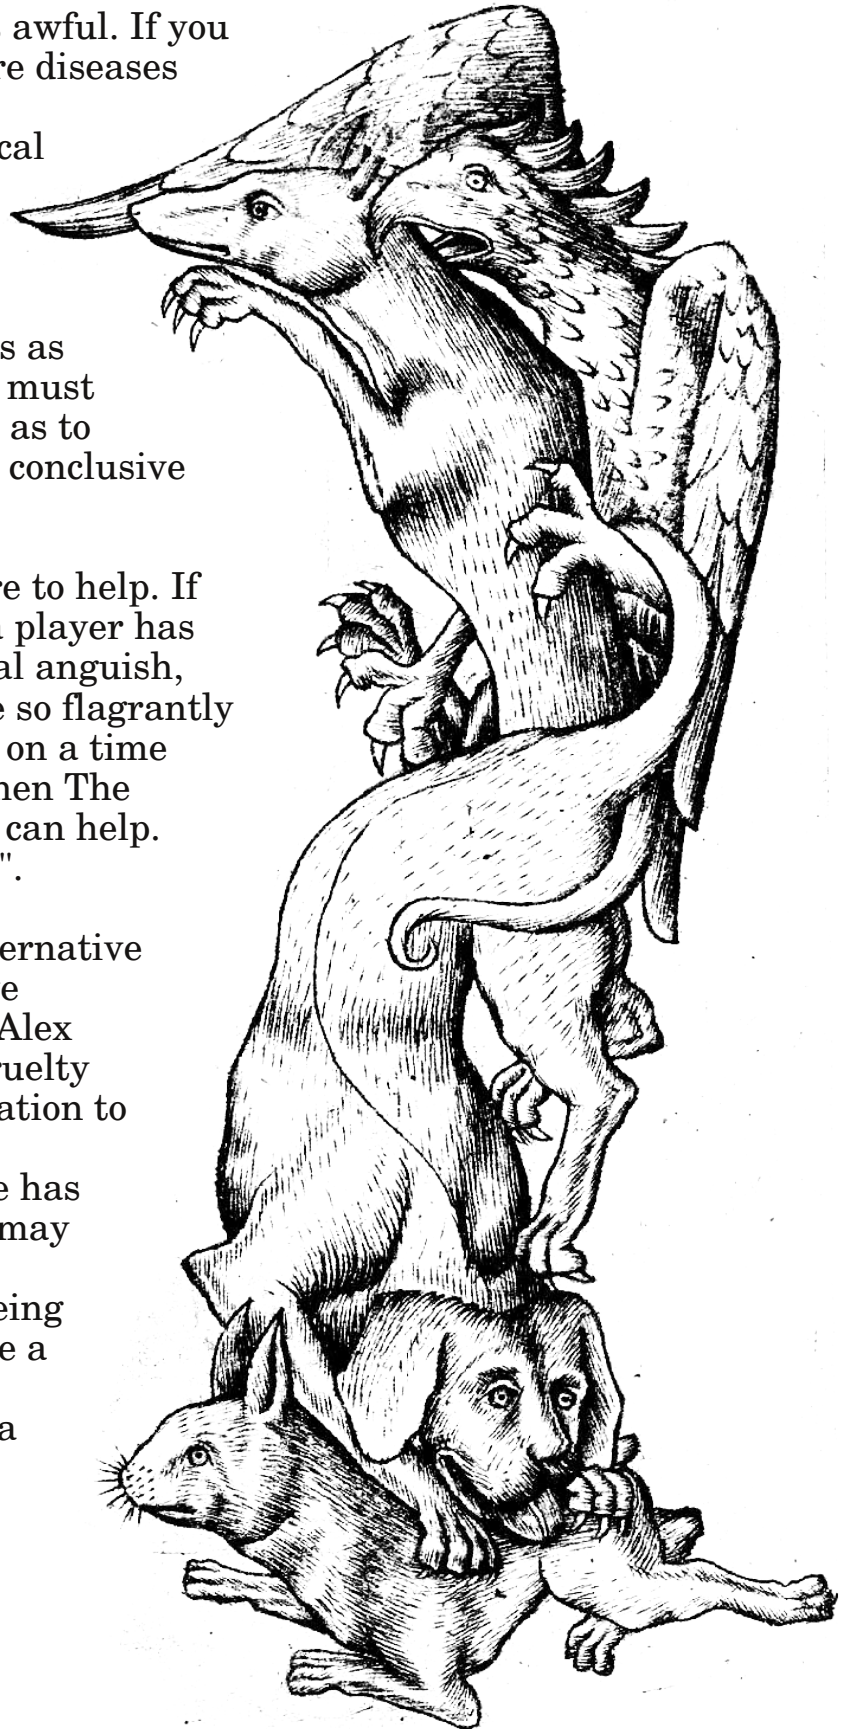 awful. If you
re diseases
cal
s as
must
as to
conclusive
re to help. If
player has
al anguish,
e so flagrantly
on a time
hen The
can help.
".
ernative
e
Alex
ruelty
ation to
e has
may
eing
e a
a